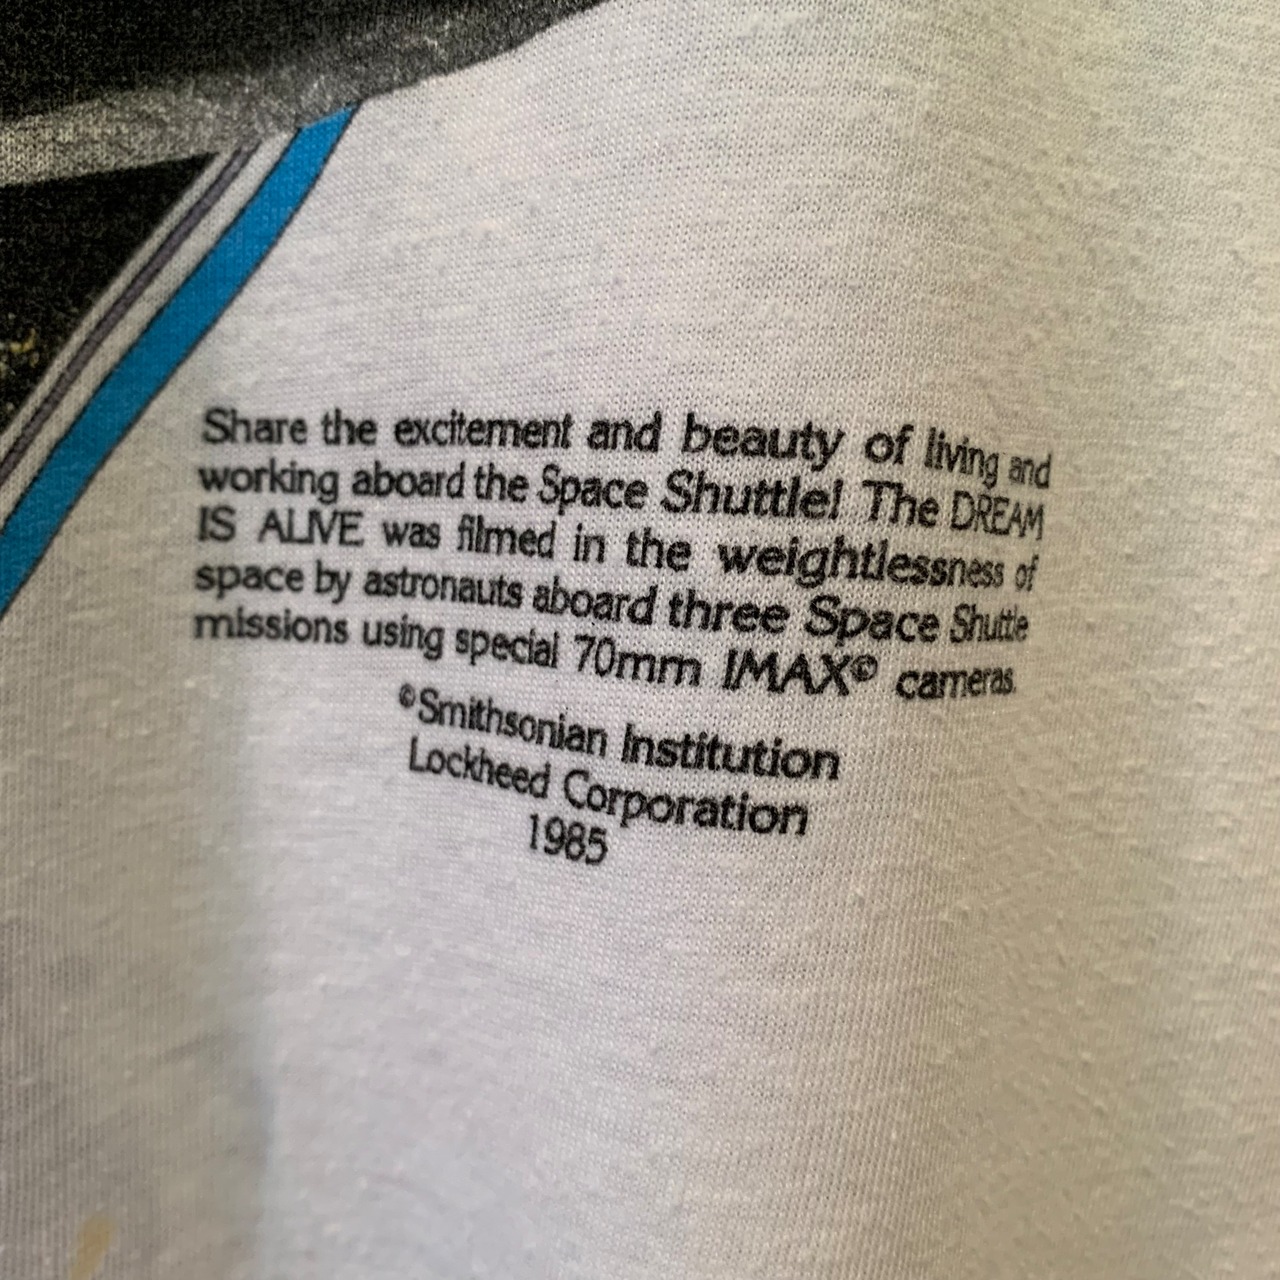 Share the excitement and beauty of living and
working aboard the Space Shuttle! The DREAM
IS ALIVE was filmed in the weightlessness of
space by astronauts aboard three Space Shuttle
missions using special 70mm IMAX© cameras.
©Smithsonian Institution
Lockheed Corporation
1985